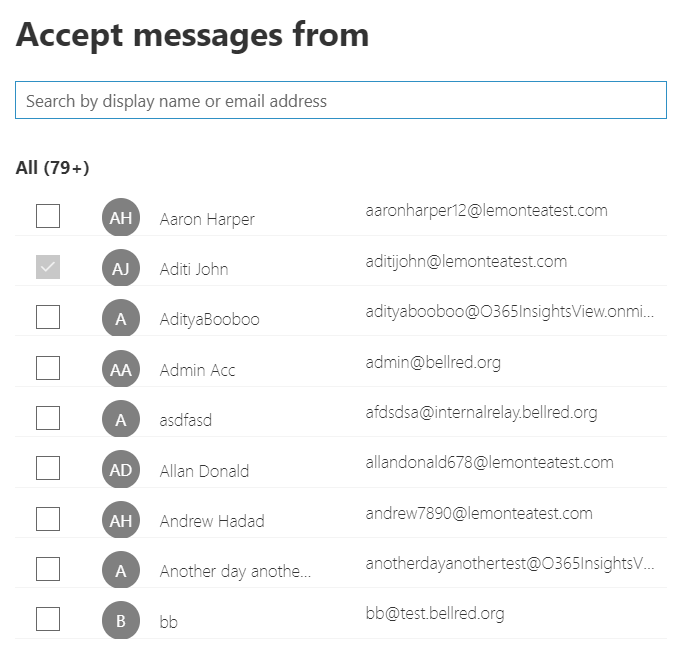 Accept messages from
Search by display name or email address
All (79+)
AH Aaron Harper aaronharper12@lemonteatest.com
AJ Aditi John aditijohn@lemonteatest.com
A AdityaBooboo adityabooboo@O365InsightsView.onmi...
AA Admin Acc admin@bellred.org
A asdfasd afdsdsa@internalrelay.bellred.org
AD Allan Donald allandonald678@lemonteatest.com
AH Andrew Hadad andrew7890@lemonteatest.com
A Another day anothe... anotherdayanothertest@O365InsightsV...
B bb bb@test.bellred.org